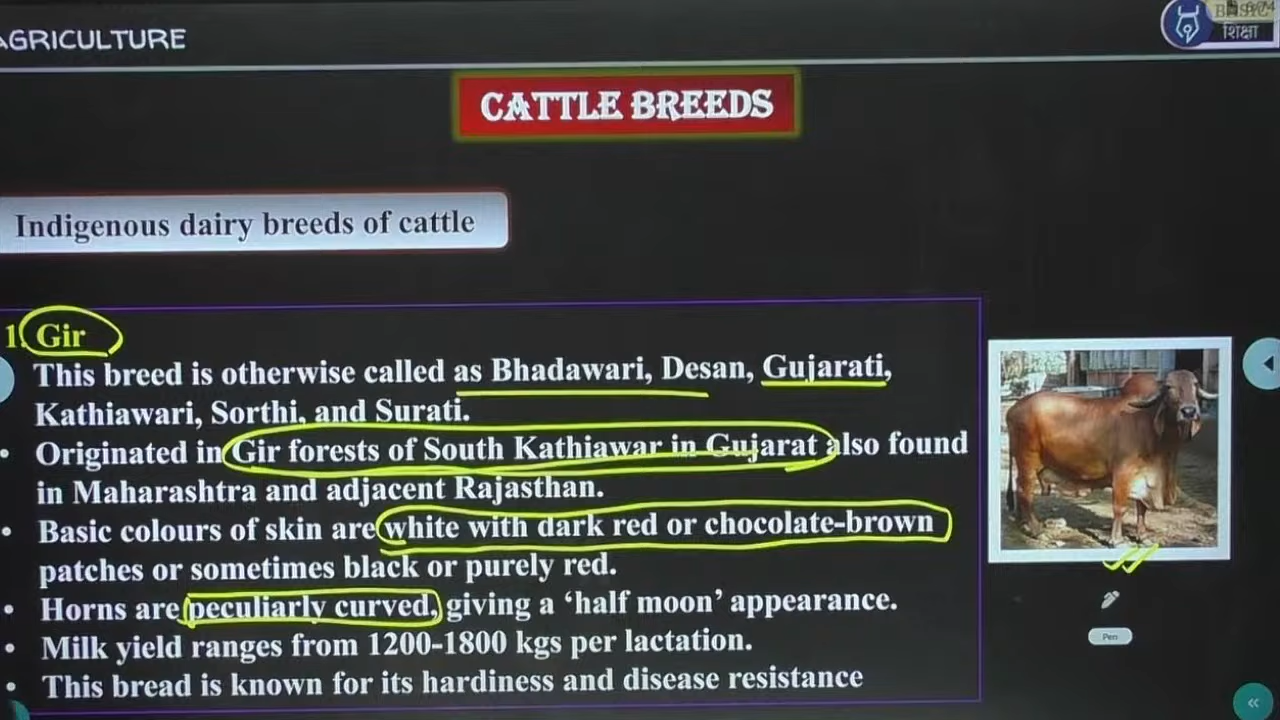 AGRICULTURE
शिक्षा
CATTLE BREEDS
Indigenous dairy breeds of cattle
1. Gir
This breed is otherwise called as Bhadawari, Desan, Gujarati,
Kathiawari, Sorthi, and Surati.
• Originated in Gir forests of South Kathiawar in Gujarat also found
in Maharashtra and adjacent Rajasthan.
• Basic colours of skin are white with dark red or chocolate-brown
patches or sometimes black or purely red.
• Horns are peculiarly curved, giving a ‘half moon’ appearance.
• Milk yield ranges from 1200-1800 kgs per lactation.
• This bread is known for its hardiness and disease resistance
Pen